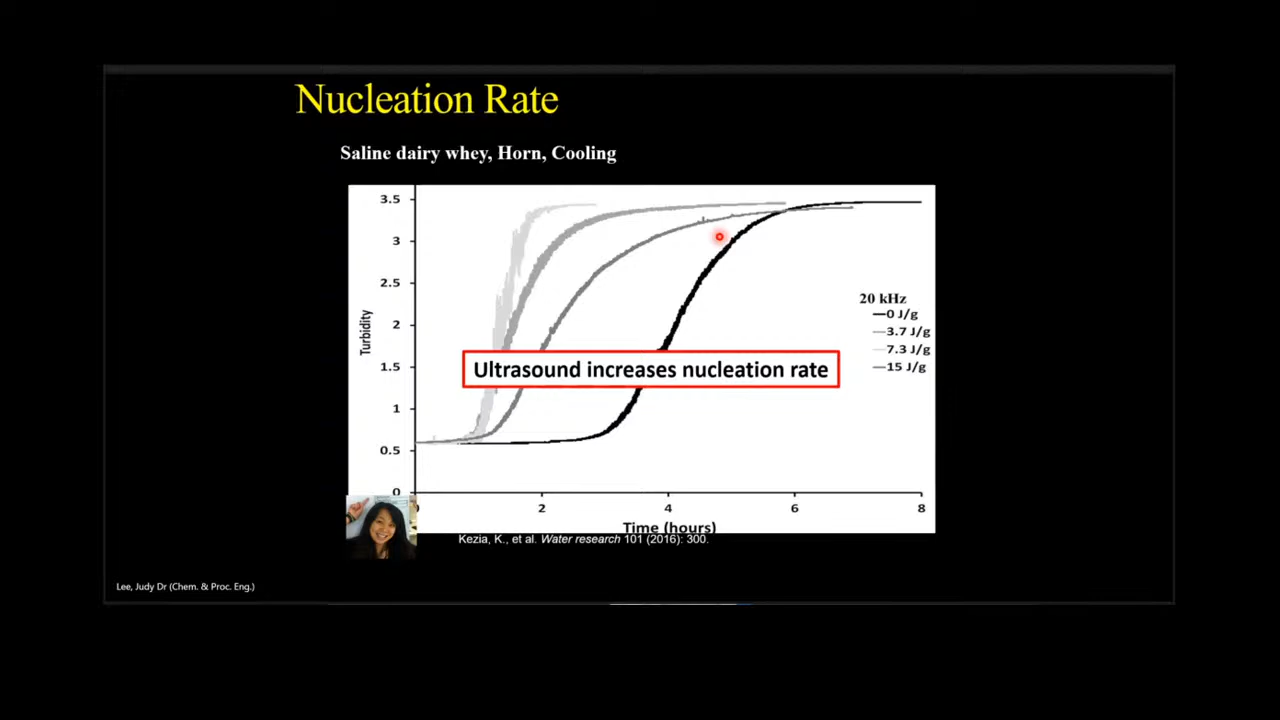 Nucleation Rate
Saline dairy whey, Horn, Cooling
3.5
3
2.5
2
1.5
1
0.5
0
Turbidity
20 kHz
0 J/g
3.7 J/g
7.3 J/g
15 J/g
Ultrasound increases nucleation rate
2
4
6
8
Time (hours)
Kezia, K., et al. Water research 101 (2016): 300.
Lee, Judy Dr (Chem. & Proc. Eng.)